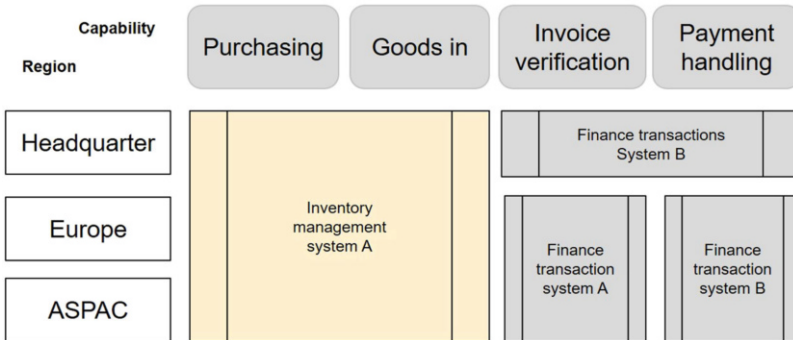 Capability
Region
Purchasing
Goods in
Invoice
verification
Payment
handling
Headquarter
Finance transactions
System B
Europe
Inventory
management
system A
Finance
transaction
system A
Finance
transaction
system B
ASPAC